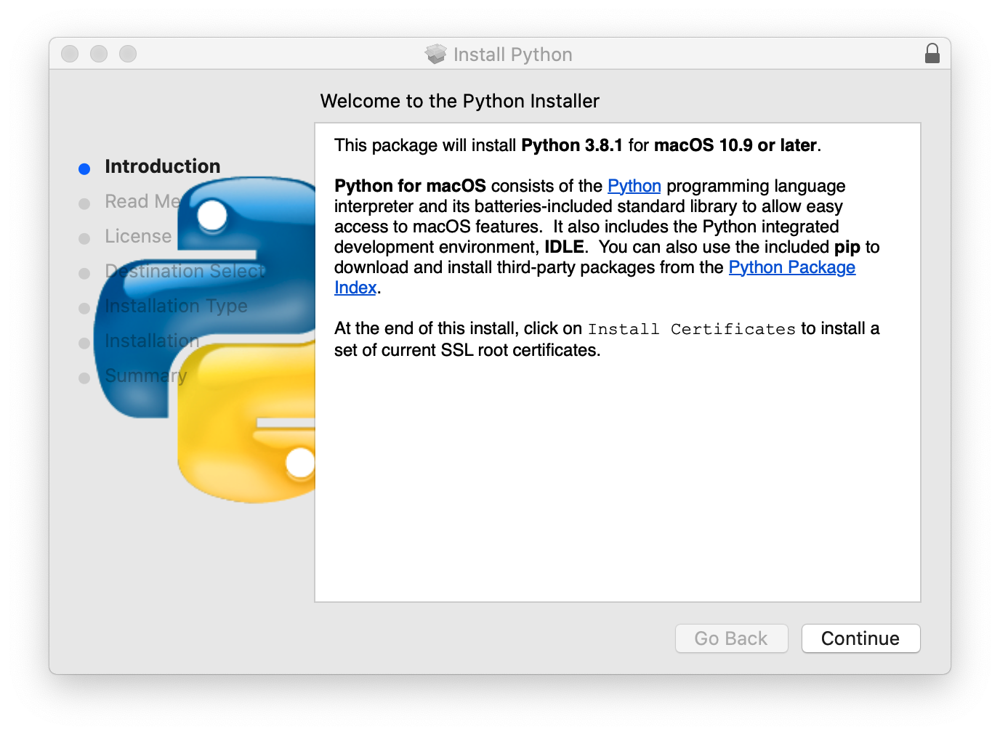 Install Python
Welcome to the Python Installer
Introduction
Read Me
License
Destination Select
Installation Type
Installation
Summary
This package will install Python 3.8.1 for macOS 10.9 or later.
Python for macOS consists of the Python programming language
interpreter and its batteries-included standard library to allow easy
access to macOS features.  It also includes the Python integrated
development environment, IDLE.  You can also use the included pip to
download and install third-party packages from the Python Package
Index.
At the end of this install, click on Install Certificates to install a
set of current SSL root certificates.
Go Back
Continue